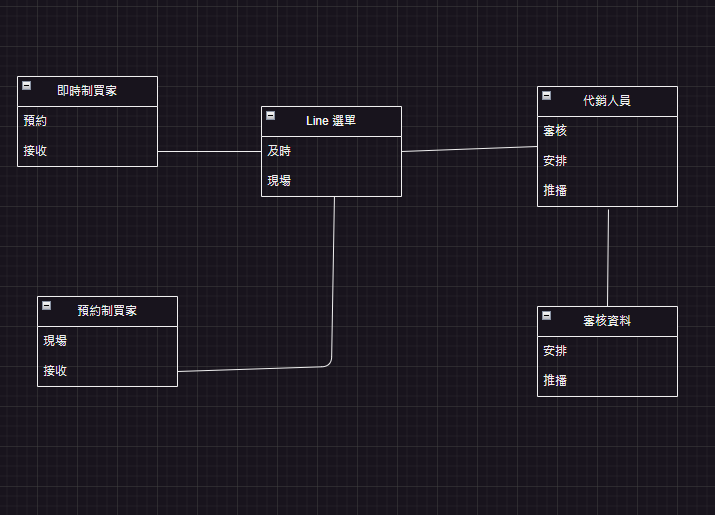 即時制買家
預約
接收
Line 選單
及時
現場
代銷人員
審核
安排
推播
預約制買家
現場
接收
審核資料
安排
推播